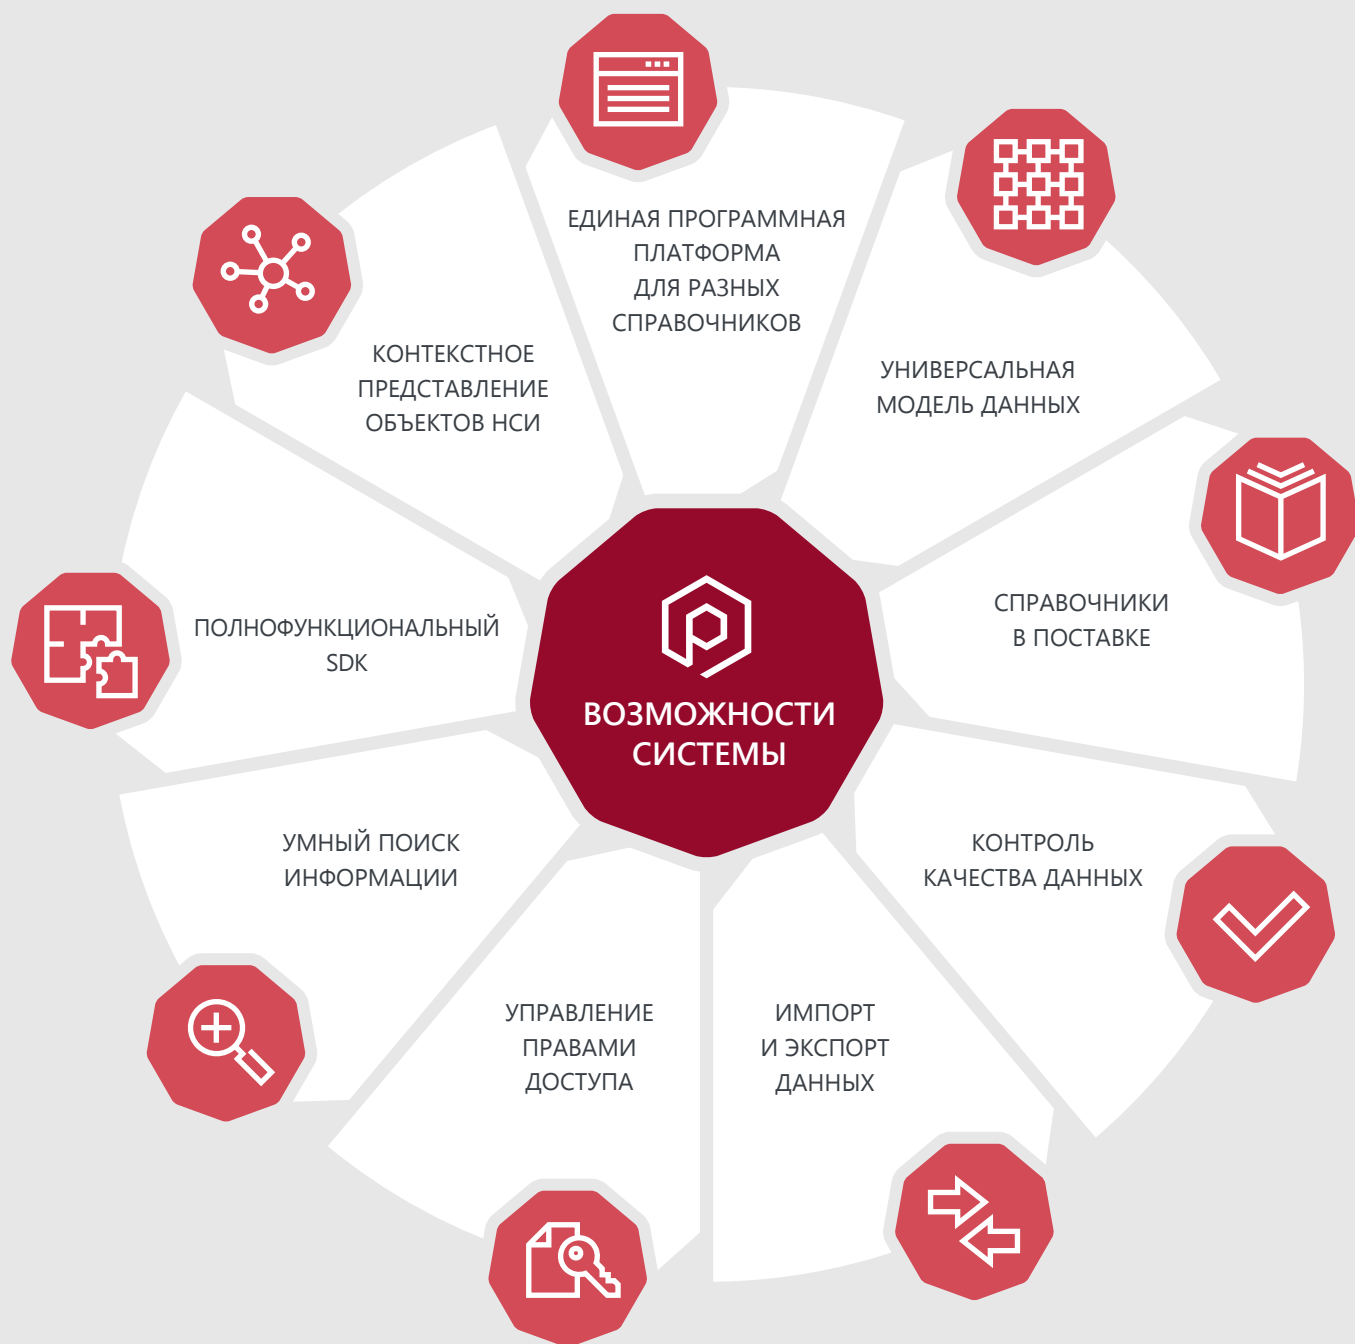 ЕДИНАЯ ПРОГРАММНАЯ
ПЛАТФОРМА
ДЛЯ РАЗНЫХ
СПРАВОЧНИКОВ
УНИВЕРСАЛЬНАЯ
МОДЕЛЬ ДАННЫХ
СПРАВОЧНИКИ
В ПОСТАВКЕ
КОНТРОЛЬ
КАЧЕСТВА ДАННЫХ
ИМПОРТ
И ЭКСПОРТ
ДАННЫХ
УПРАВЛЕНИЕ
ПРАВАМИ
ДОСТУПА
УМНЫЙ ПОИСК
ИНФОРМАЦИИ
ПОЛНОФУНКЦИОНАЛЬНЫЙ
SDK
КОНТЕКСТНОЕ
ПРЕДСТАВЛЕНИЕ
ОБЪЕКТОВ НСИ
ВОЗМОЖНОСТИ
СИСТЕМЫ